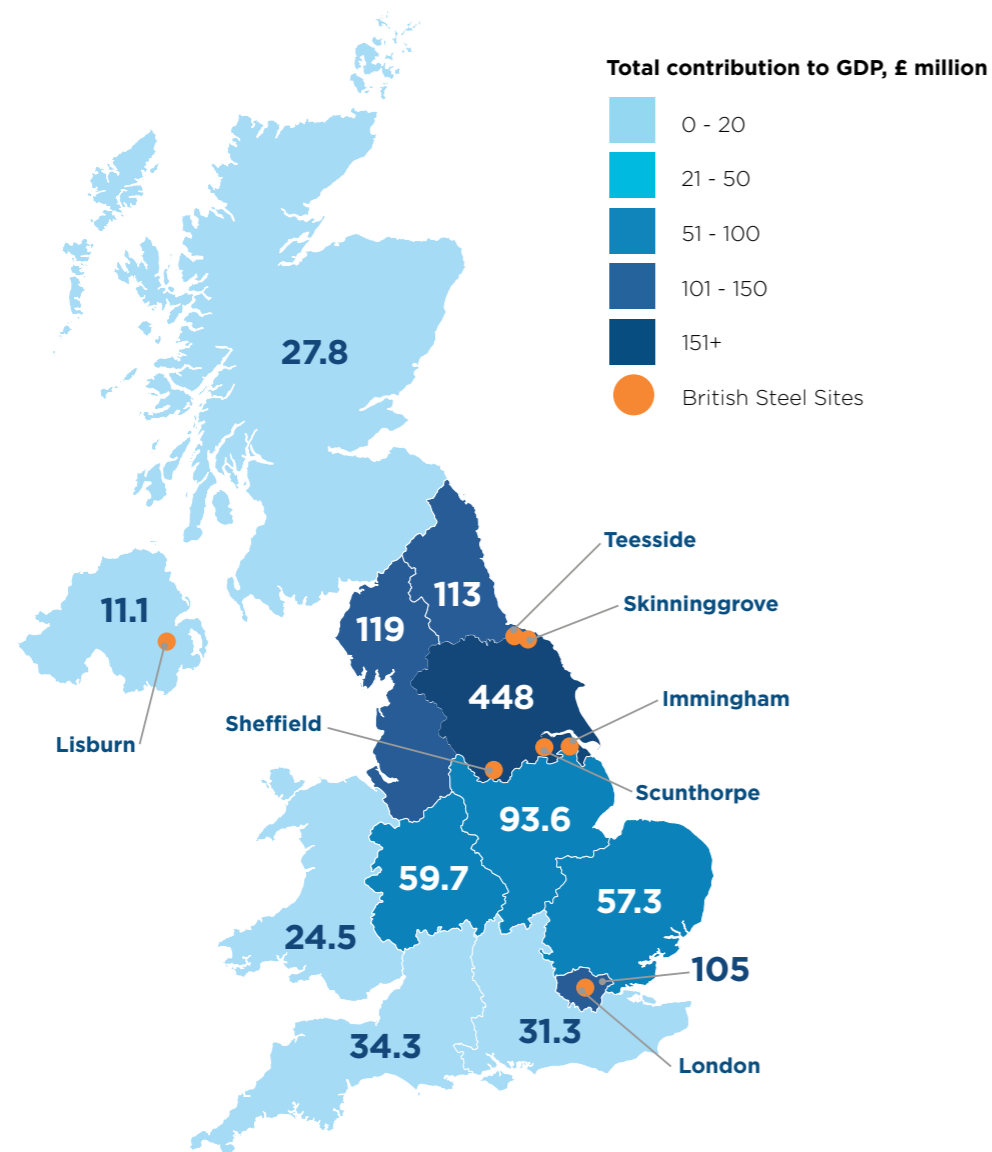 Total contribution to GDP, £ million
0 - 20
21 - 50
51 - 100
101 - 150
151+
British Steel Sites
27.8
Teesside
113
Skinninggrove
11.1
119
448
Immingham
Sheffield
Lisburn
Scunthorpe
93.6
59.7
57.3
24.5
105
31.3
34.3
London